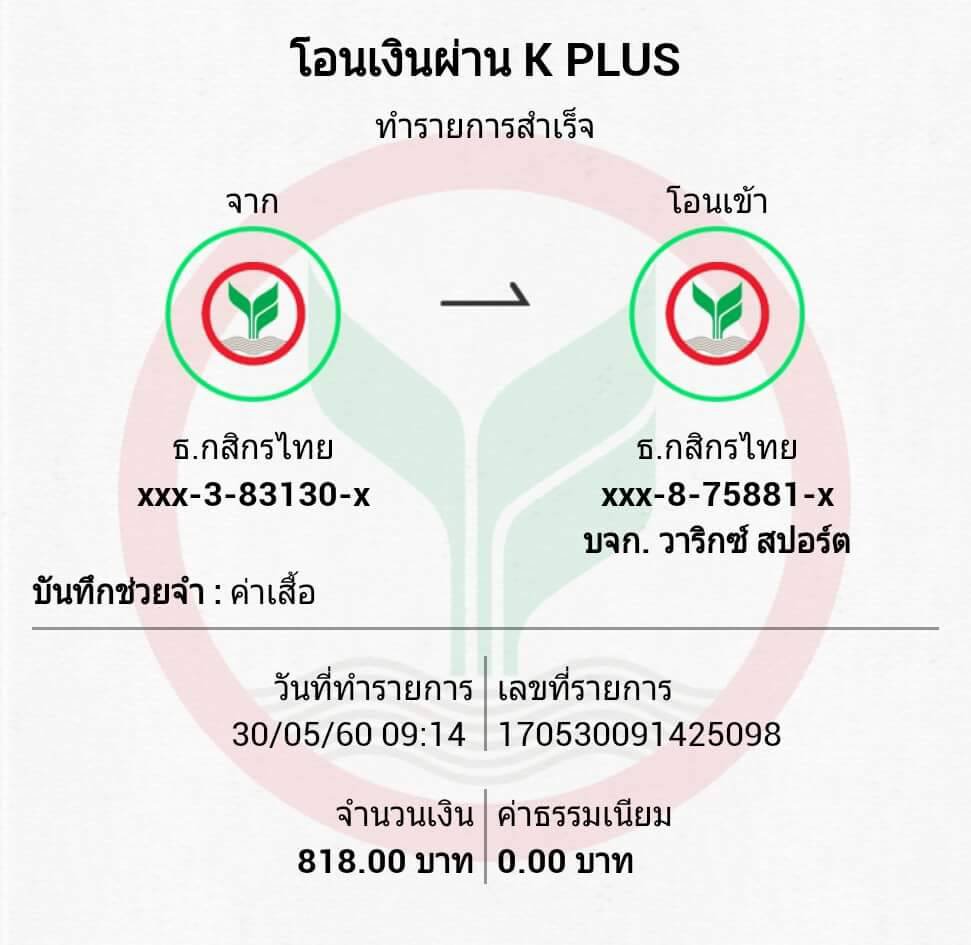 โอนเงินผ่าน K PLUS
ทำรายการสำเร็จ
จาก
โอนเข้า
ธ.กสิกรไทย
xxx-3-83130-x
ธ.กสิกรไทย
xxx-8-75881-x
บจก. วาริกซ์ สปอร์ต
บันทึกช่วยจำ : ค่าเสื้อ
วันที่ทำรายการ
30/05/60 09:14
เลขที่รายการ
170530091425098
จำนวนเงิน
818.00 บาท
ค่าธรรมเนียม
0.00 บาท